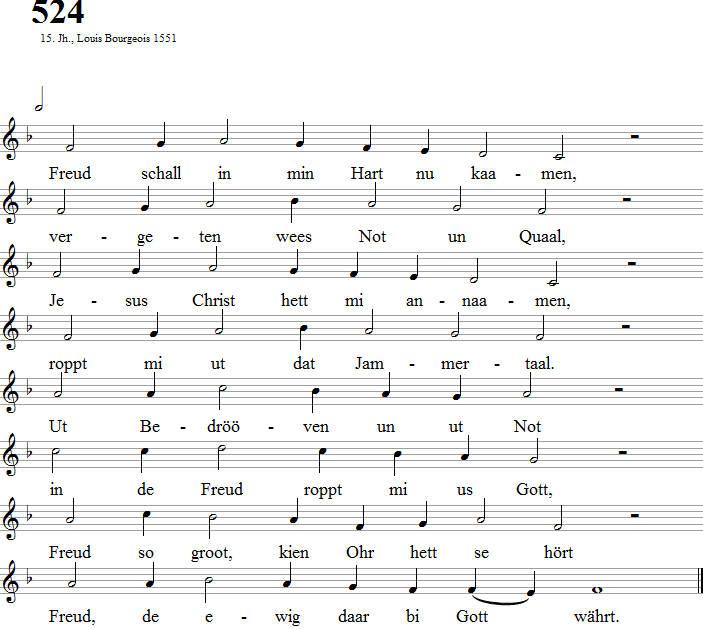 524
15. Jh., Louis Bourgeois 1551
Freud schall in min Hart nu kaa - men,
ver - ge - ten wees Not un Quaal,
Je - sus Christ hett mi an - naa - men,
roppt mi ut dat Jam - mer - taal.
Ut Be - dröö - ven un ut Not
in de Freud roppt mi us Gott,
Freud so groot, kien Ohr hett se hört
Freud, de e - wig daar bi Gott währt.